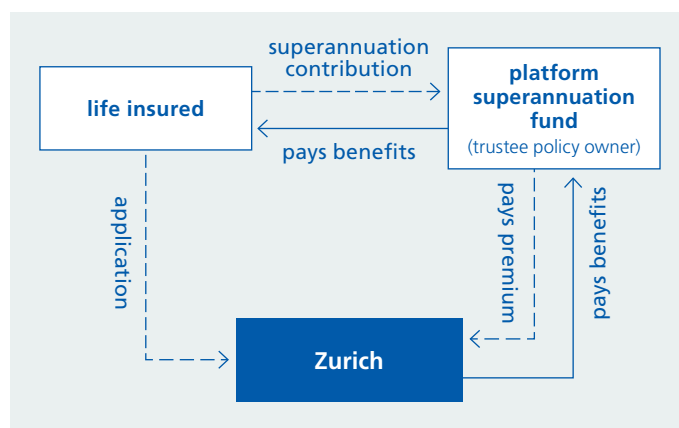 superannuation
contribution
life insured
platform
superannuation
fund
(trustee policy owner)
pays benefits
application
pays premium
pays benefits
Zurich